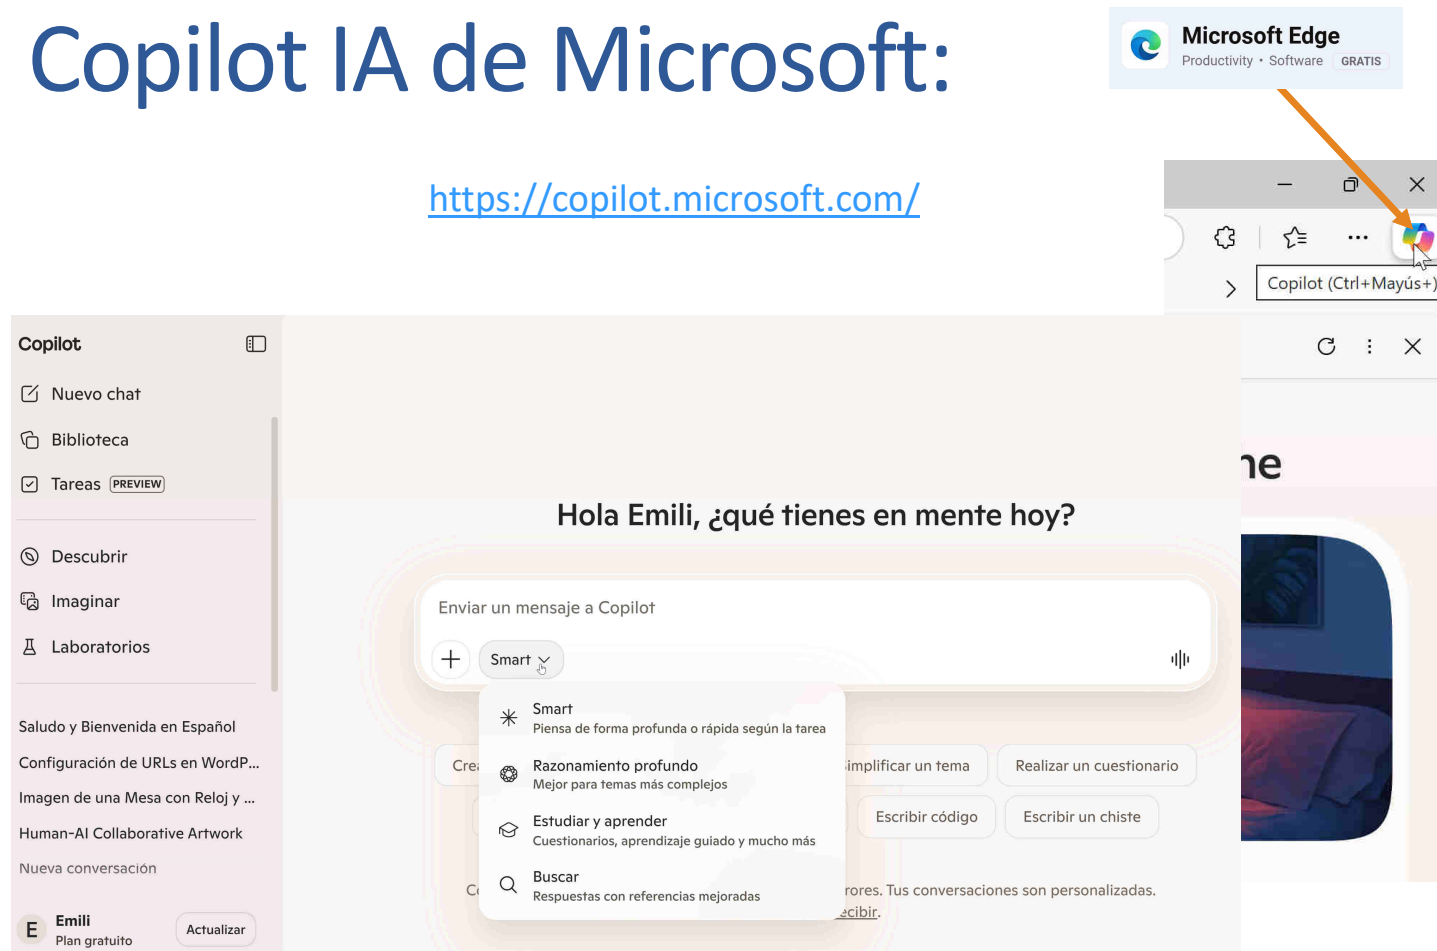 Copilot IA de Microsoft:
Microsoft Edge
Productivity • Software GRATIS
https://copilot.microsoft.com/
Copilot (Ctrl+Mayús+)
Copilot
Nuevo chat
Biblioteca
Tareas PREVIEW
Descubrir
Imaginar
Laboratorios
Saludo y Bienvenida en Español
Configuración de URLs en WordP...
Imagen de una Mesa con Reloj y ...
Human-AI Collaborative Artwork
Nueva conversación
E
Emili
Plan gratuito
Actualizar
Hola Emili, ¿qué tienes en mente hoy?
Enviar un mensaje a Copilot
Smart
Smart
Piensa de forma profunda o rápida según la tarea
Razonamiento profundo
Mejor para temas más complejos
Estudiar y aprender
Cuestionarios, aprendizaje guiado y mucho más
Buscar
Respuestas con referencias mejoradas
un tema
Realizar un cuestionario
Escribir código
Escribir un chiste
Tus conversaciones son personalizadas.